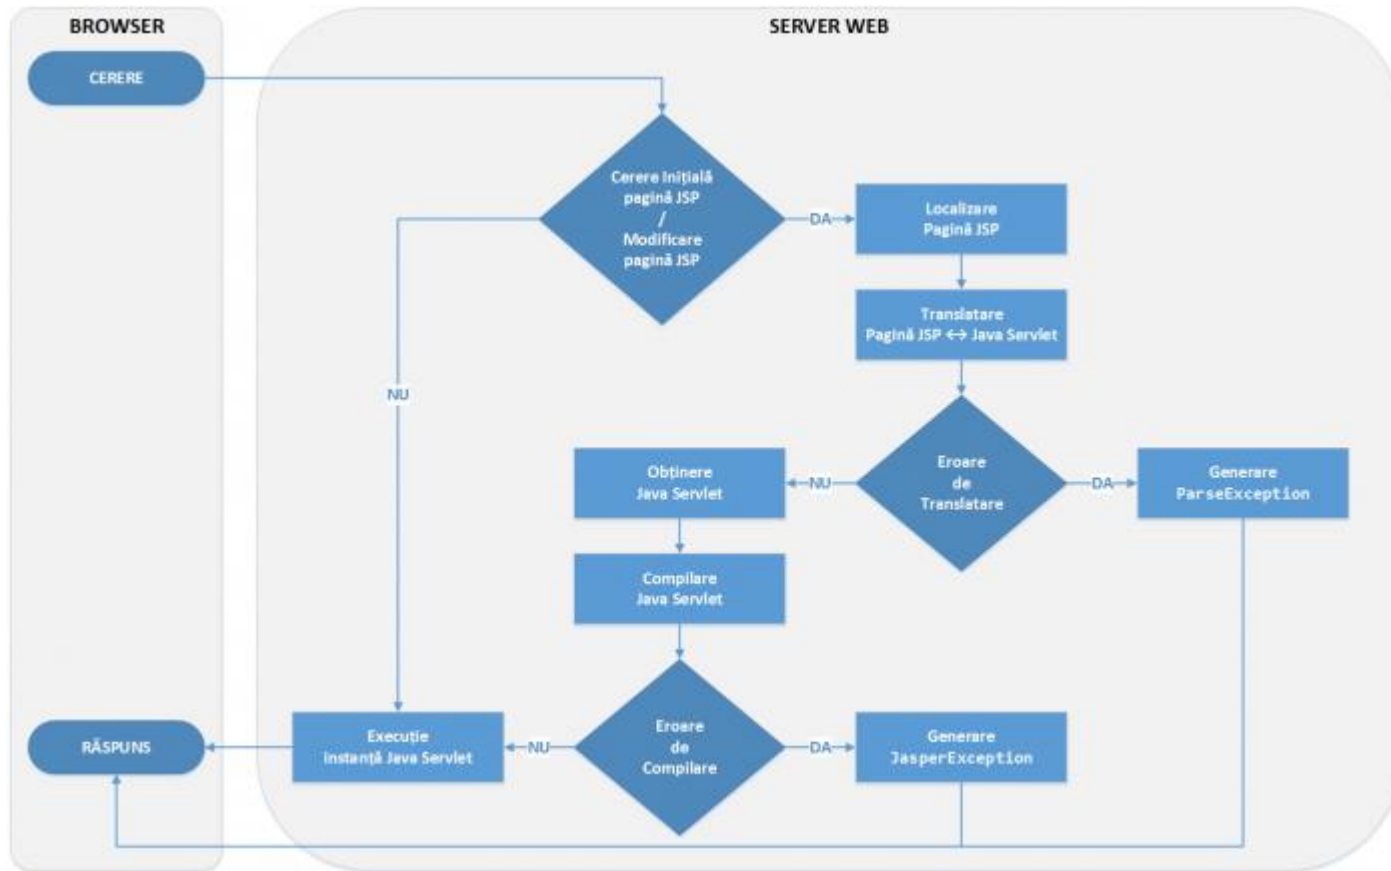 BROWSER
SERVER WEB
CERERE
Cerere Inițială
pagină JSP
/
Modificare
pagină JSP
DA
Localizare
Pagină JSP
Translatare
Pagină JSP ↔ Java Servlet
NU
Obținere
Java Servlet
NU
Eroare
de
Translatare
DA
Generare
ParseException
Compilare
Java Servlet
RĂSPUNS
Execuție
instanță Java Servlet
NU
Eroare
de
Compilare
DA
Generare
JasperException